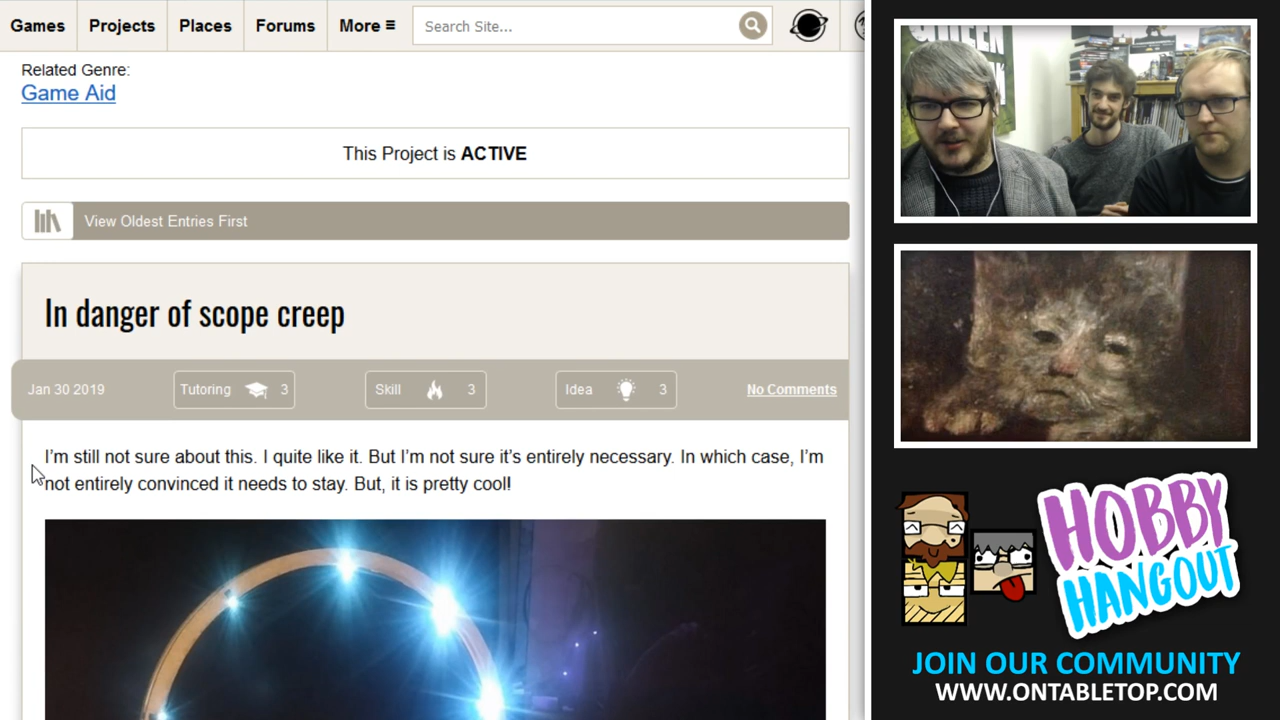 Games Projects Places Forums More ≡ Search Site...
Related Genre:
Game Aid
This Project is ACTIVE
View Oldest Entries First
In danger of scope creep
Jan 30 2019 Tutoring 3 Skill 3 Idea 3 No Comments
I'm still not sure about this. I quite like it. But I'm not sure it's entirely necessary. In which case, I'm
not entirely convinced it needs to stay. But, it is pretty cool!
HOBBY
HANGOUT
JOIN OUR COMMUNITY
WWW.ONTABLETOP.COM